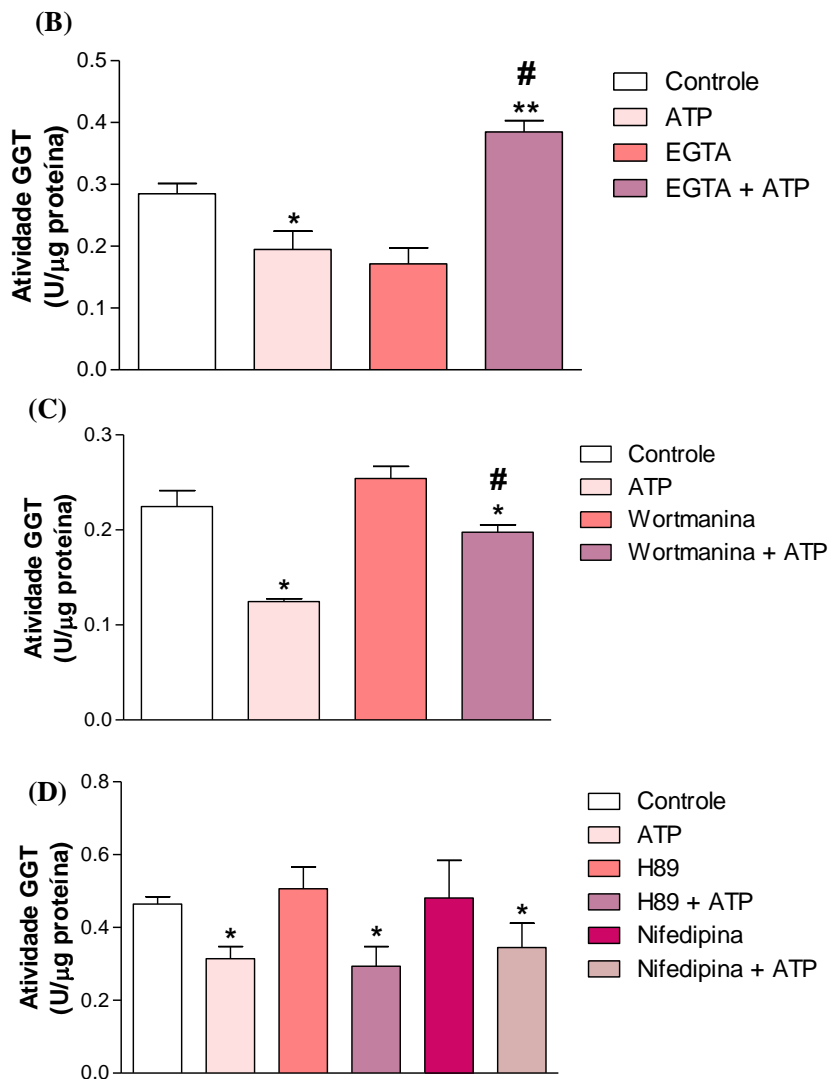 (B)
Atividade GGT
(U/µg proteína)
0.5
0.4
0.3
0.2
0.1
0.0
*
#
**
Controle
ATP
EGTA
EGTA + ATP
(C)
Atividade GGT
(U/µg proteína)
0.3
0.2
0.1
0.0
*
#
*
Controle
ATP
Wortmanina
Wortmanina + ATP
(D)
Atividade GGT
(U/µg proteína)
0.8
0.6
0.4
0.2
0.0
*
*
*
Controle
ATP
H89
H89 + ATP
Nifedipina
Nifedipina + ATP